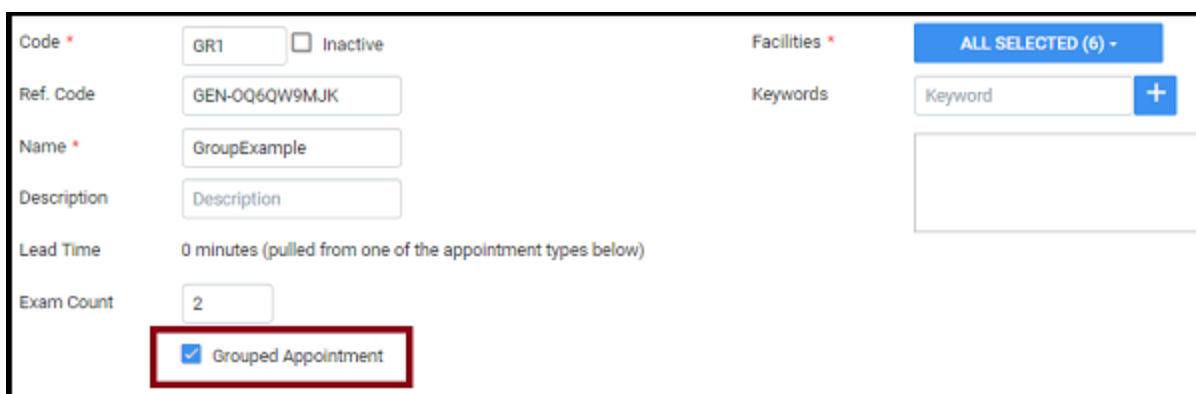 Code *
GR1
Inactive
Facilities *
ALL SELECTED (6)
Ref. Code
GEN-OQ6QW9MJK
Keywords
Keyword
+
Name *
GroupExample
Description
Description
Lead Time
0 minutes (pulled from one of the appointment types below)
Exam Count
2
Grouped Appointment